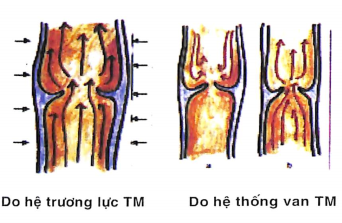 a
b
Do hệ trương lực TM
Do hệ thống van TM